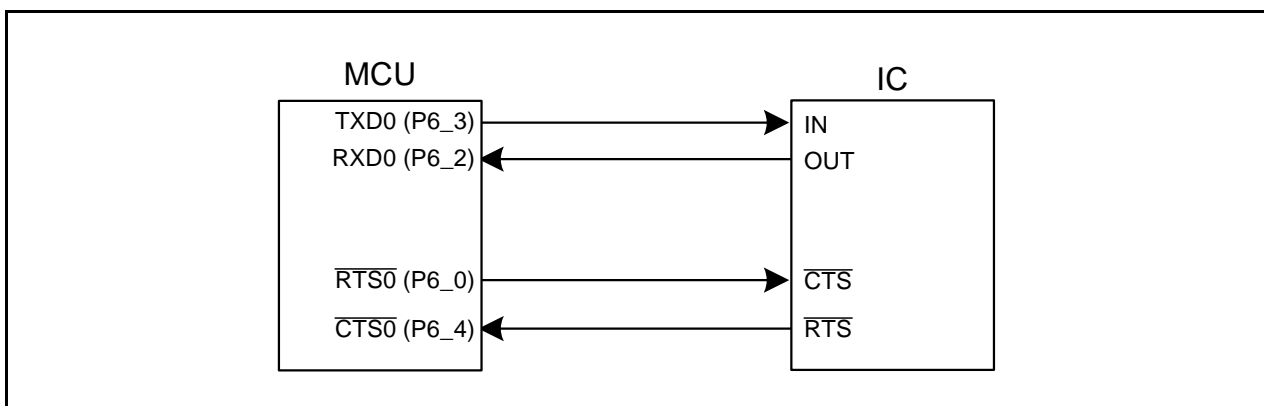 MCU
IC
TXD0 (P6_3)
IN
RXD0 (P6_2)
OUT
RTS0 (P6_0)
CTS
CTS0 (P6_4)
RTS